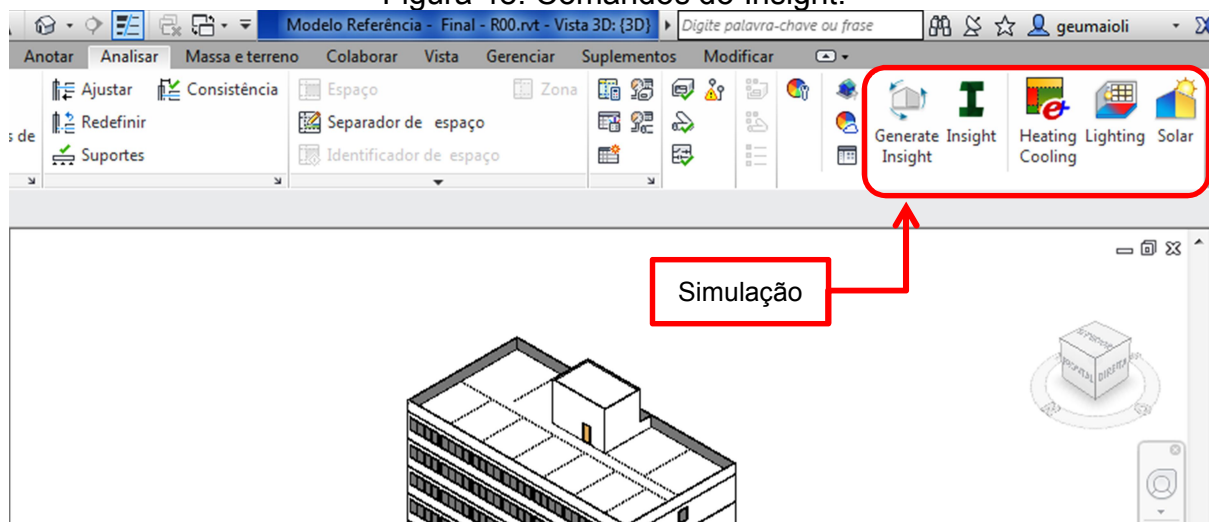 Modelo Referência - Final - R00.rvt - Vista 3D: {3D}
Digite palavra-chave ou frase
geumaioli
Anotar Analisar Massa e terreno Colaborar Vista Gerenciar Suplementos Modificar
Ajustar Consistência Espaço Zona
Redefinir Separador de espaço
s de
Suportes Identificador de espaço
Generate Insight Heating Lighting Solar
Insight Cooling
Simulação
DIREITA